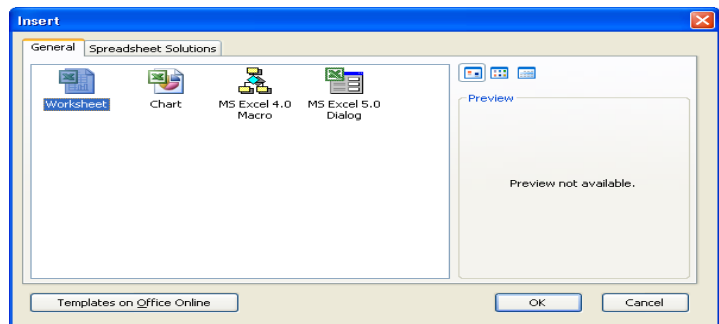 Insert
General Spreadsheet Solutions
Worksheet Chart MS Excel 4.0 Macro MS Excel 5.0 Dialog
Preview
Preview not available.
Templates on Office Online OK Cancel